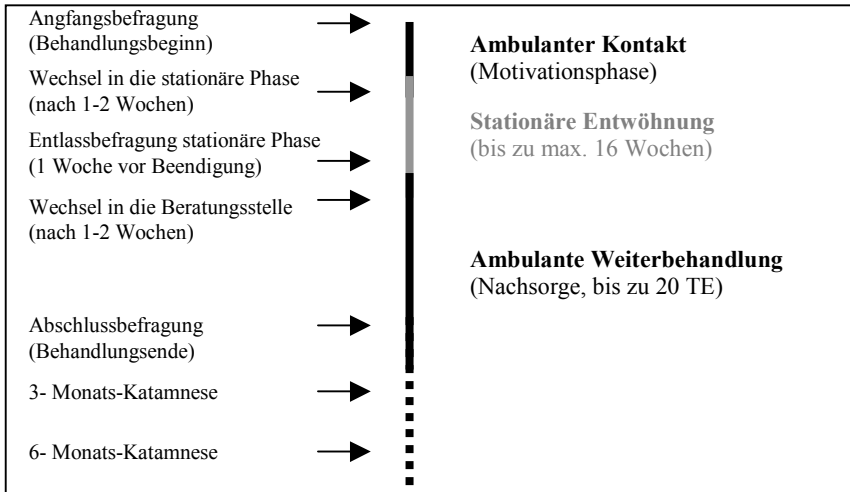 Angfangsbefragung
(Behandlungsbeginn)
Wechsel in die stationäre Phase
(nach 1-2 Wochen)
Entlassbefragung stationäre Phase
(1 Woche vor Beendigung)
Wechsel in die Beratungsstelle
(nach 1-2 Wochen)
Abschlussbefragung
(Behandlungsende)
3- Monats-Katamnese
6- Monats-Katamnese
Ambulanter Kontakt
(Motivationsphase)
Stationäre Entwöhnung
(bis zu max. 16 Wochen)
Ambulante Weiterbehandlung
(Nachsorge, bis zu 20 TE)